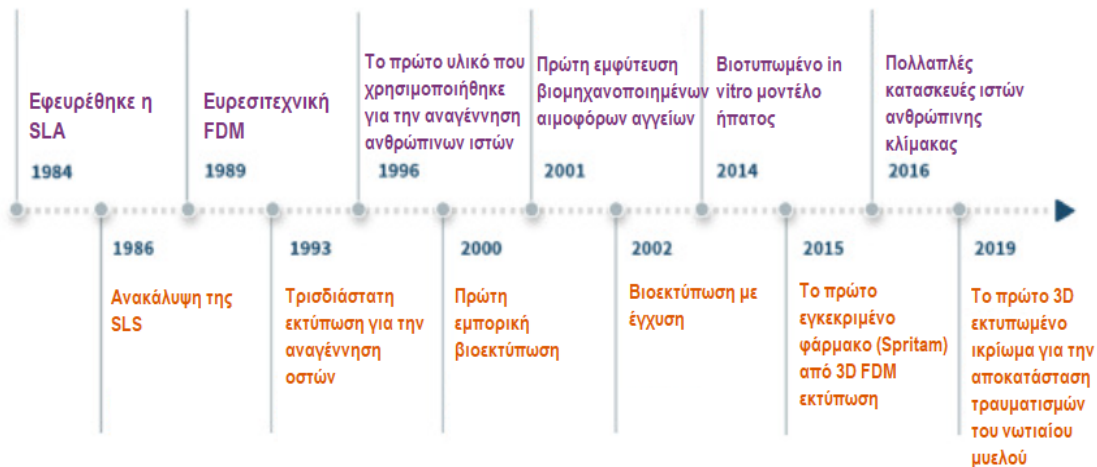 Εφευρέθηκε η
SLA
1984
Ευρεσιτεχνική
FDM
1989
Το πρώτο υλικό που
χρησιμοποιήθηκε
για την αναγέννηση
ανθρώπινων ιστών
1996
Πρώτη εμφύτευση
βιομηχανοποιημένων
αιμοφόρων αγγείων
2001
Βιοτυπωμένο in
vitro μοντέλο
ήπατος
2014
Πολλαπλές
κατασκευές ιστών
ανθρώπινης
κλίμακας
2016
1986
Ανακάλυψη της
SLS
1993
Τρισδιάστατη
εκτύπωση για την
αναγέννηση
οστών
2000
Πρώτη
εμπορική
βιοεκτύπωση
2002
Βιοεκτύπωση με
έγχυση
2015
Το πρώτο
εγκεκριμένο
φάρμακο (Spritam)
από 3D FDM
εκτύπωση
2019
Το πρώτο 3D
εκτυπωμένο
ικρίωμα για την
αποκατάσταση
τραυματισμών
του νωτιαίου
μυελού